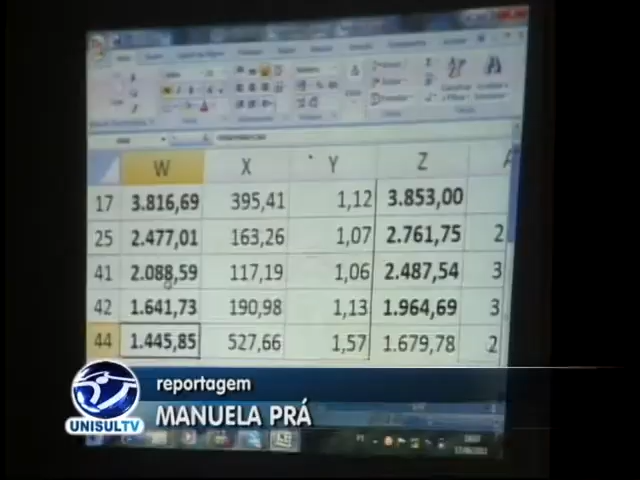 W X Y Z
17 3.816,69 395,41 1,12 3.853,00
25 2.477,01 163,26 1,07 2.761,75 2
41 2.088,59 117,19 1,06 2.487,54 3
42 1.641,73 190,98 1,13 1.964,69 3
44 1.445,85 527,66 1,57 1.679,78 2
reportagem
MANUELA PRÁ
UNISULTV